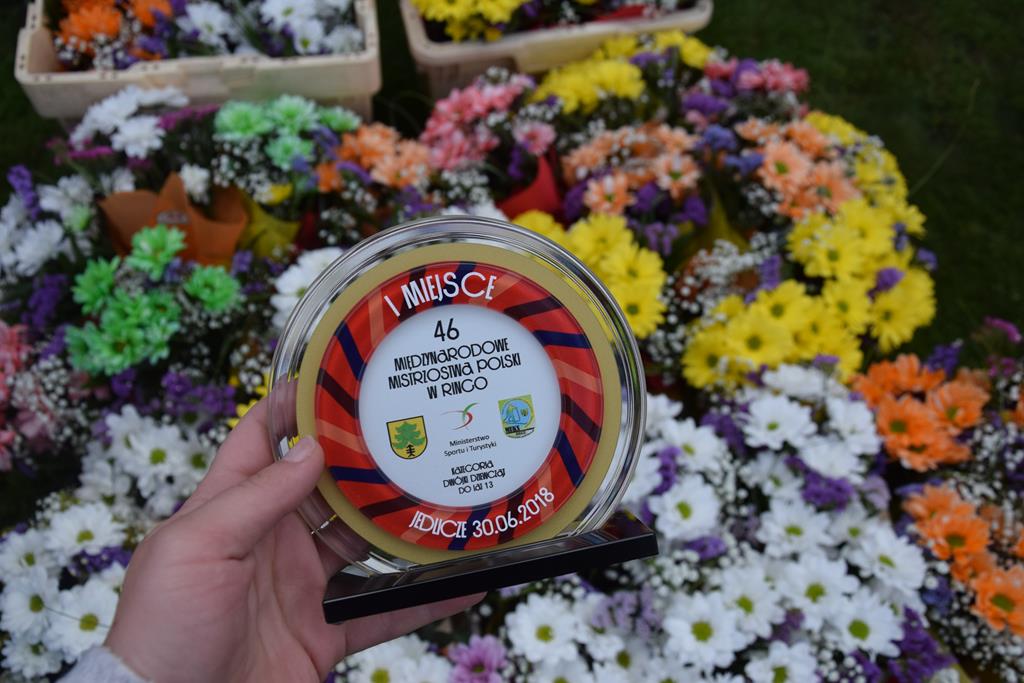 I MIEJSCE
46
MIĘDZYNARODOWE
MISTRZOSTWA POLSKI
W RINGO
Ministerstwo
Sportu i Turystyki
KATEGORIA
DWÓJKI DZIEWCZĄT
DO LAT 13
JEDLICZE 30.06.2018